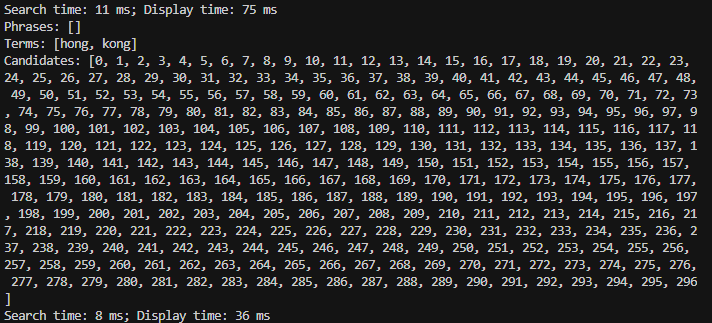 Search time: 11 ms; Display time: 75 ms
Phrases: []
Terms: [hong, kong]
Candidates: [0, 1, 2, 3, 4, 5, 6, 7, 8, 9, 10, 11, 12, 13, 14, 15, 16, 17, 18, 19, 20, 21, 22, 23,
24, 25, 26, 27, 28, 29, 30, 31, 32, 33, 34, 35, 36, 37, 38, 39, 40, 41, 42, 43, 44, 45, 46, 47, 48,
 49, 50, 51, 52, 53, 54, 55, 56, 57, 58, 59, 60, 61, 62, 63, 64, 65, 66, 67, 68, 69, 70, 71, 72, 73
, 74, 75, 76, 77, 78, 79, 80, 81, 82, 83, 84, 85, 86, 87, 88, 89, 90, 91, 92, 93, 94, 95, 96, 97, 9
8, 99, 100, 101, 102, 103, 104, 105, 106, 107, 108, 109, 110, 111, 112, 113, 114, 115, 116, 117, 11
8, 119, 120, 121, 122, 123, 124, 125, 126, 127, 128, 129, 130, 131, 132, 133, 134, 135, 136, 137, 1
38, 139, 140, 141, 142, 143, 144, 145, 146, 147, 148, 149, 150, 151, 152, 153, 154, 155, 156, 157,
158, 159, 160, 161, 162, 163, 164, 165, 166, 167, 168, 169, 170, 171, 172, 173, 174, 175, 176, 177,
 178, 179, 180, 181, 182, 183, 184, 185, 186, 187, 188, 189, 190, 191, 192, 193, 194, 195, 196, 197
, 198, 199, 200, 201, 202, 203, 204, 205, 206, 207, 208, 209, 210, 211, 212, 213, 214, 215, 216, 21
7, 218, 219, 220, 221, 222, 223, 224, 225, 226, 227, 228, 229, 230, 231, 232, 233, 234, 235, 236, 2
37, 238, 239, 240, 241, 242, 243, 244, 245, 246, 247, 248, 249, 250, 251, 252, 253, 254, 255, 256,
257, 258, 259, 260, 261, 262, 263, 264, 265, 266, 267, 268, 269, 270, 271, 272, 273, 274, 275, 276,
 277, 278, 279, 280, 281, 282, 283, 284, 285, 286, 287, 288, 289, 290, 291, 292, 293, 294, 295, 296
]
Search time: 8 ms; Display time: 36 ms